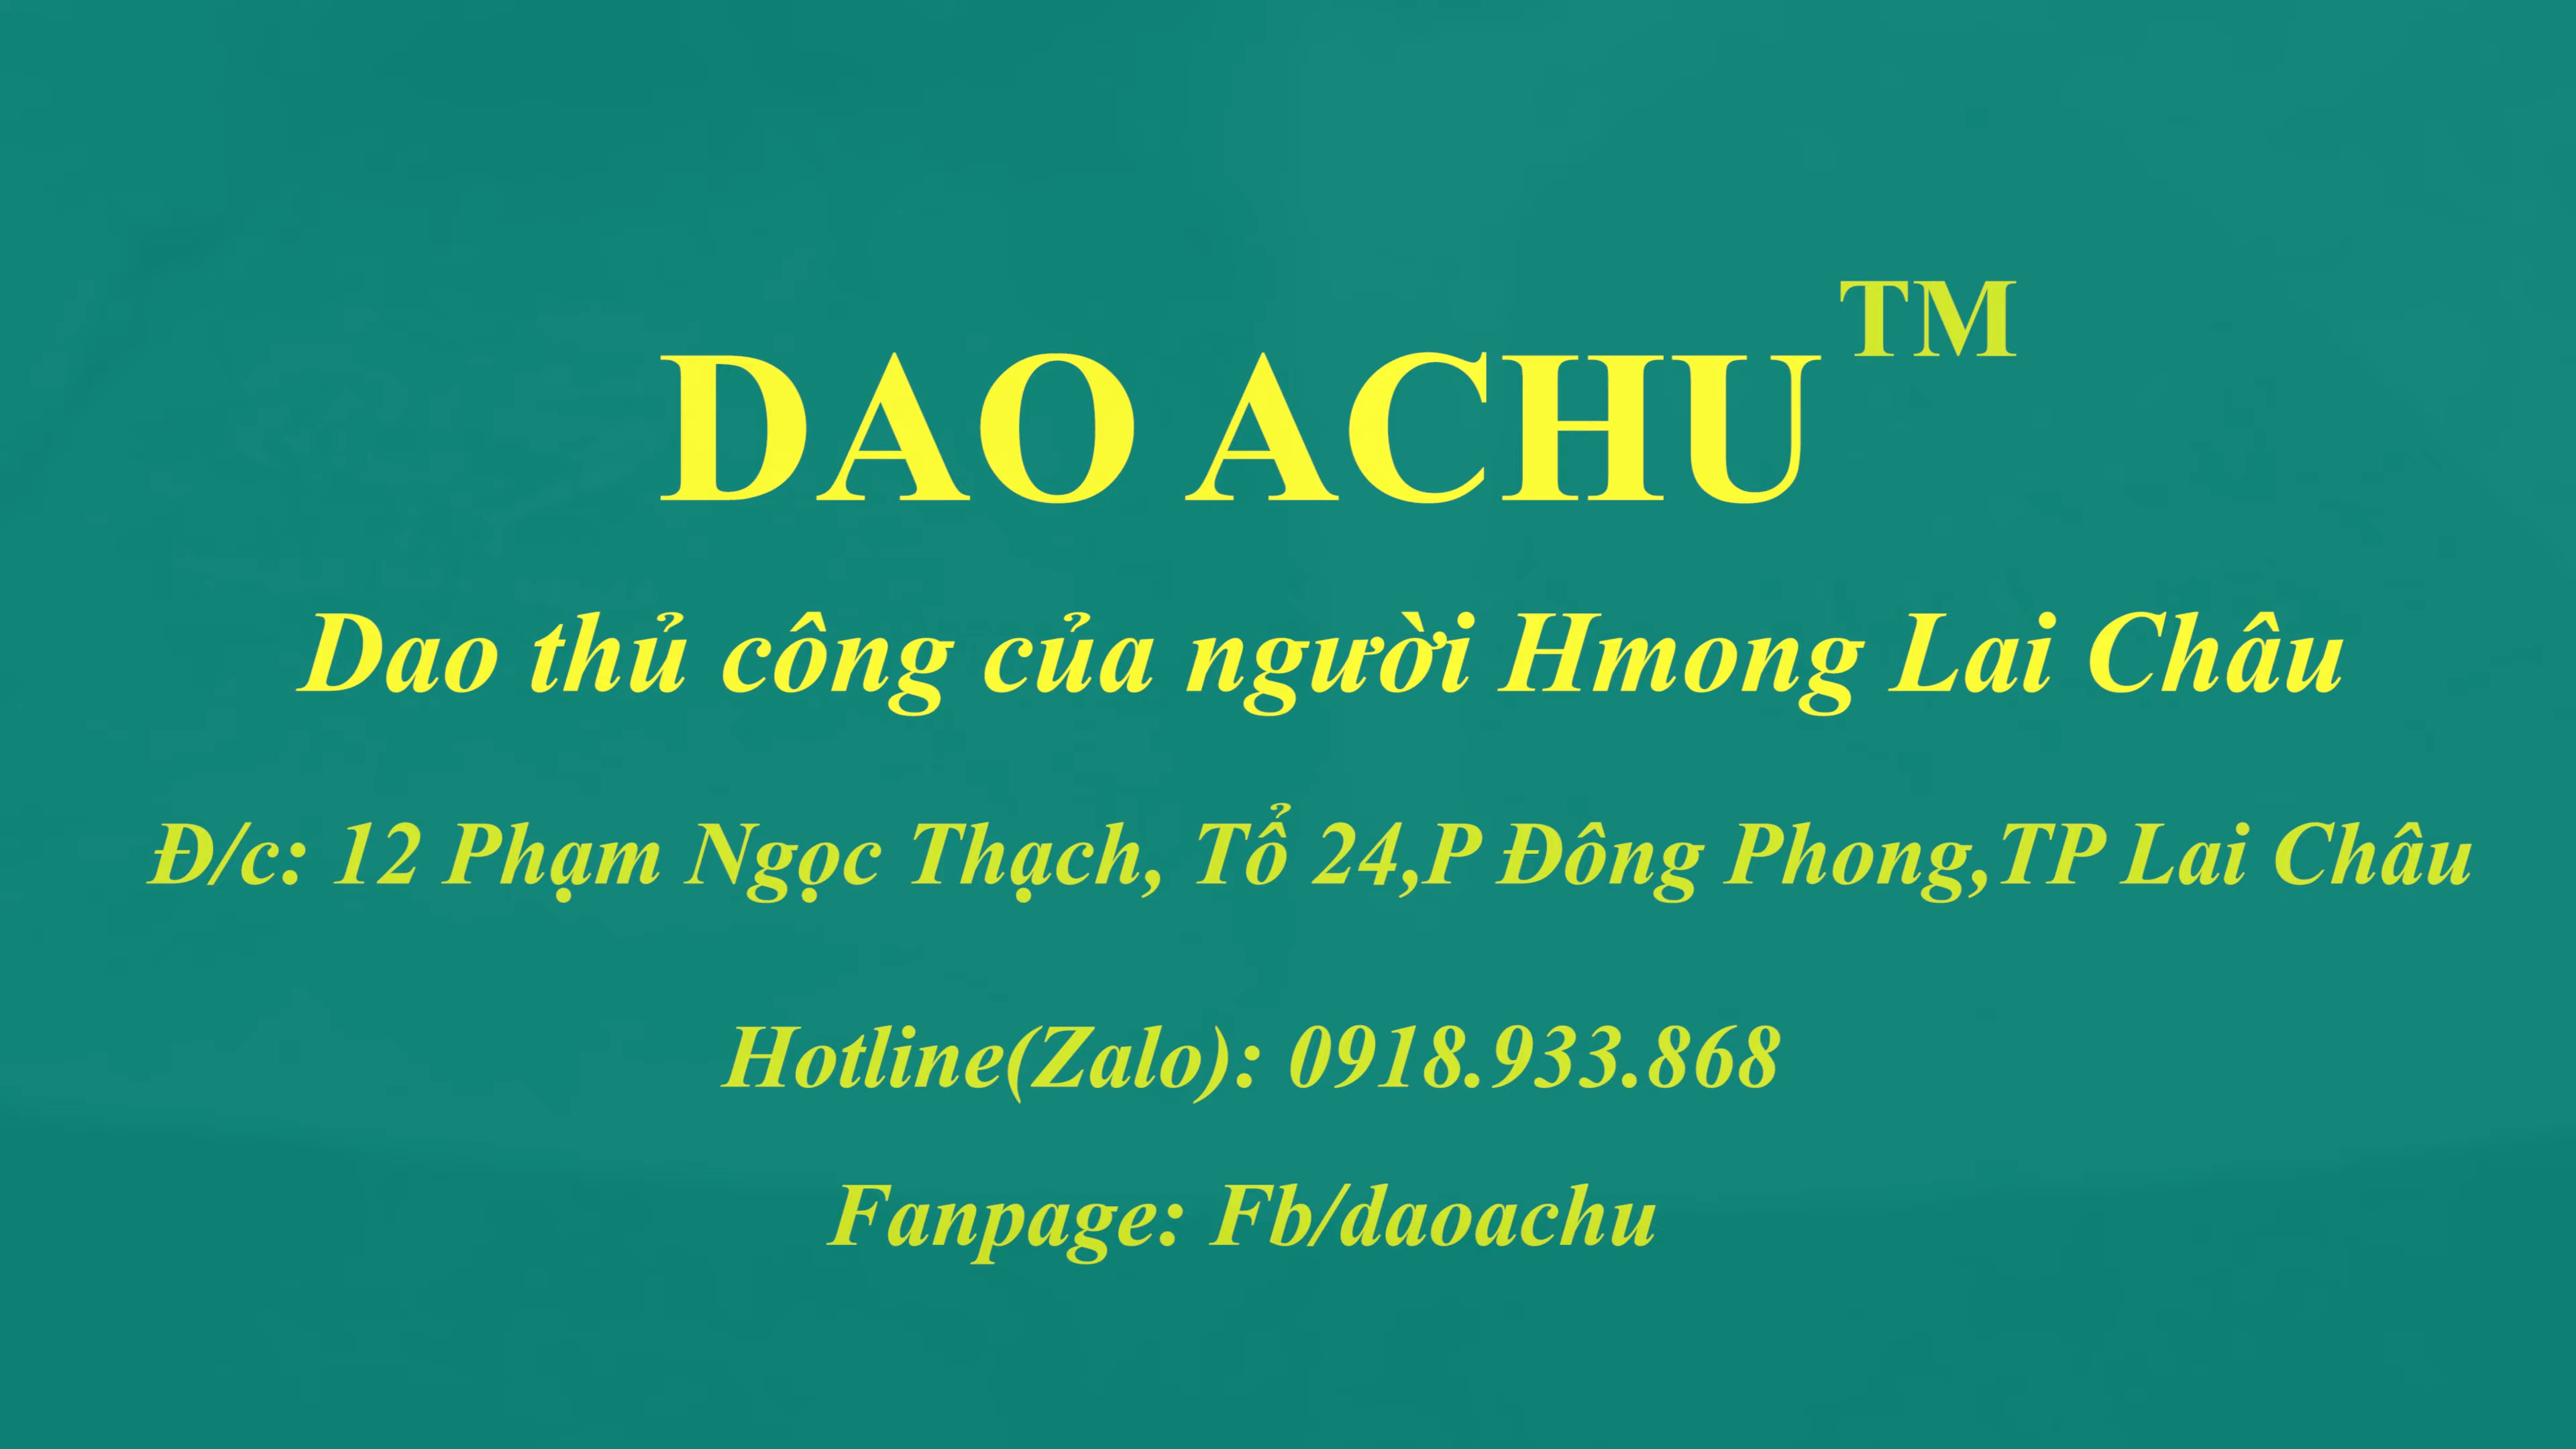 DAO ACHU™
Dao thủ công của người Hmong Lai Châu
Đ/c: 12 Phạm Ngọc Thạch, Tổ 24,P Đông Phong,TP Lai Châu
Hotline(Zalo): 0918.933.868
Fanpage: Fb/daoachu